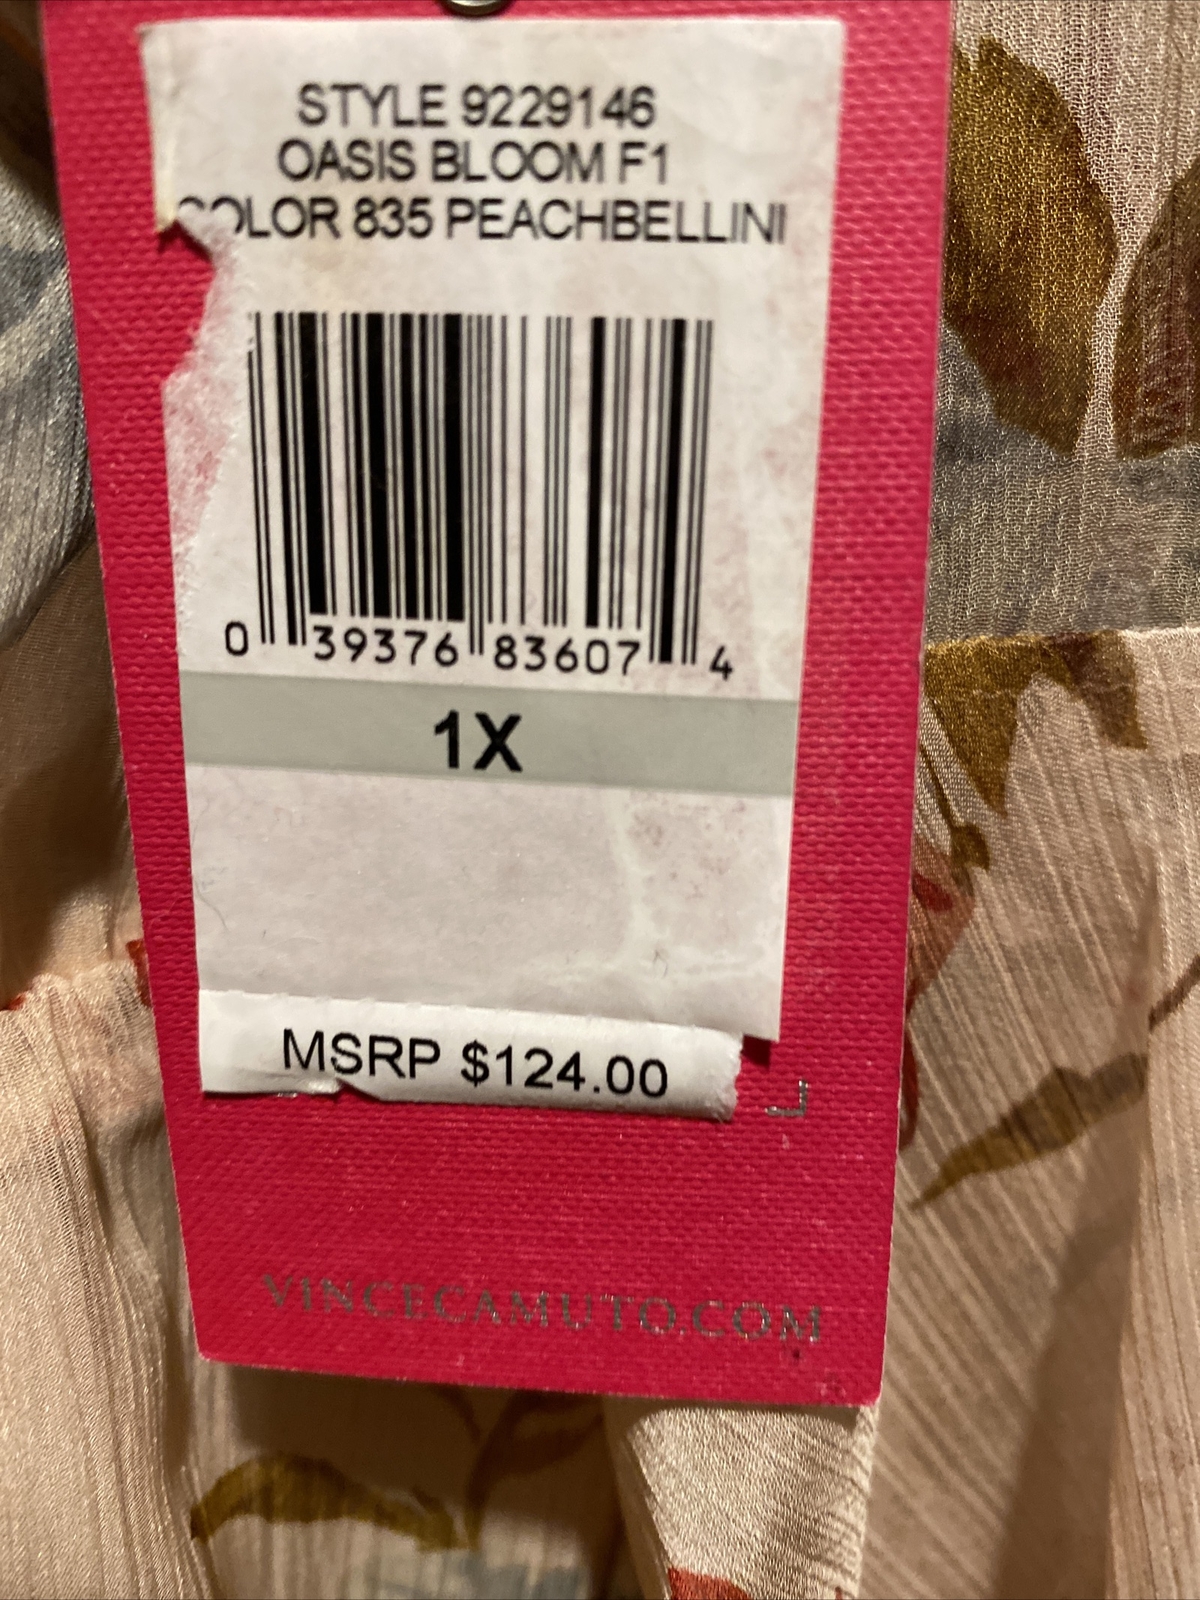 STYLE 9229146
OASIS BLOOM F1
COLOR 835 PEACHBELLINI
0 39376 83607 4
1X
MSRP $124.00
VINCECAMUTO.COM